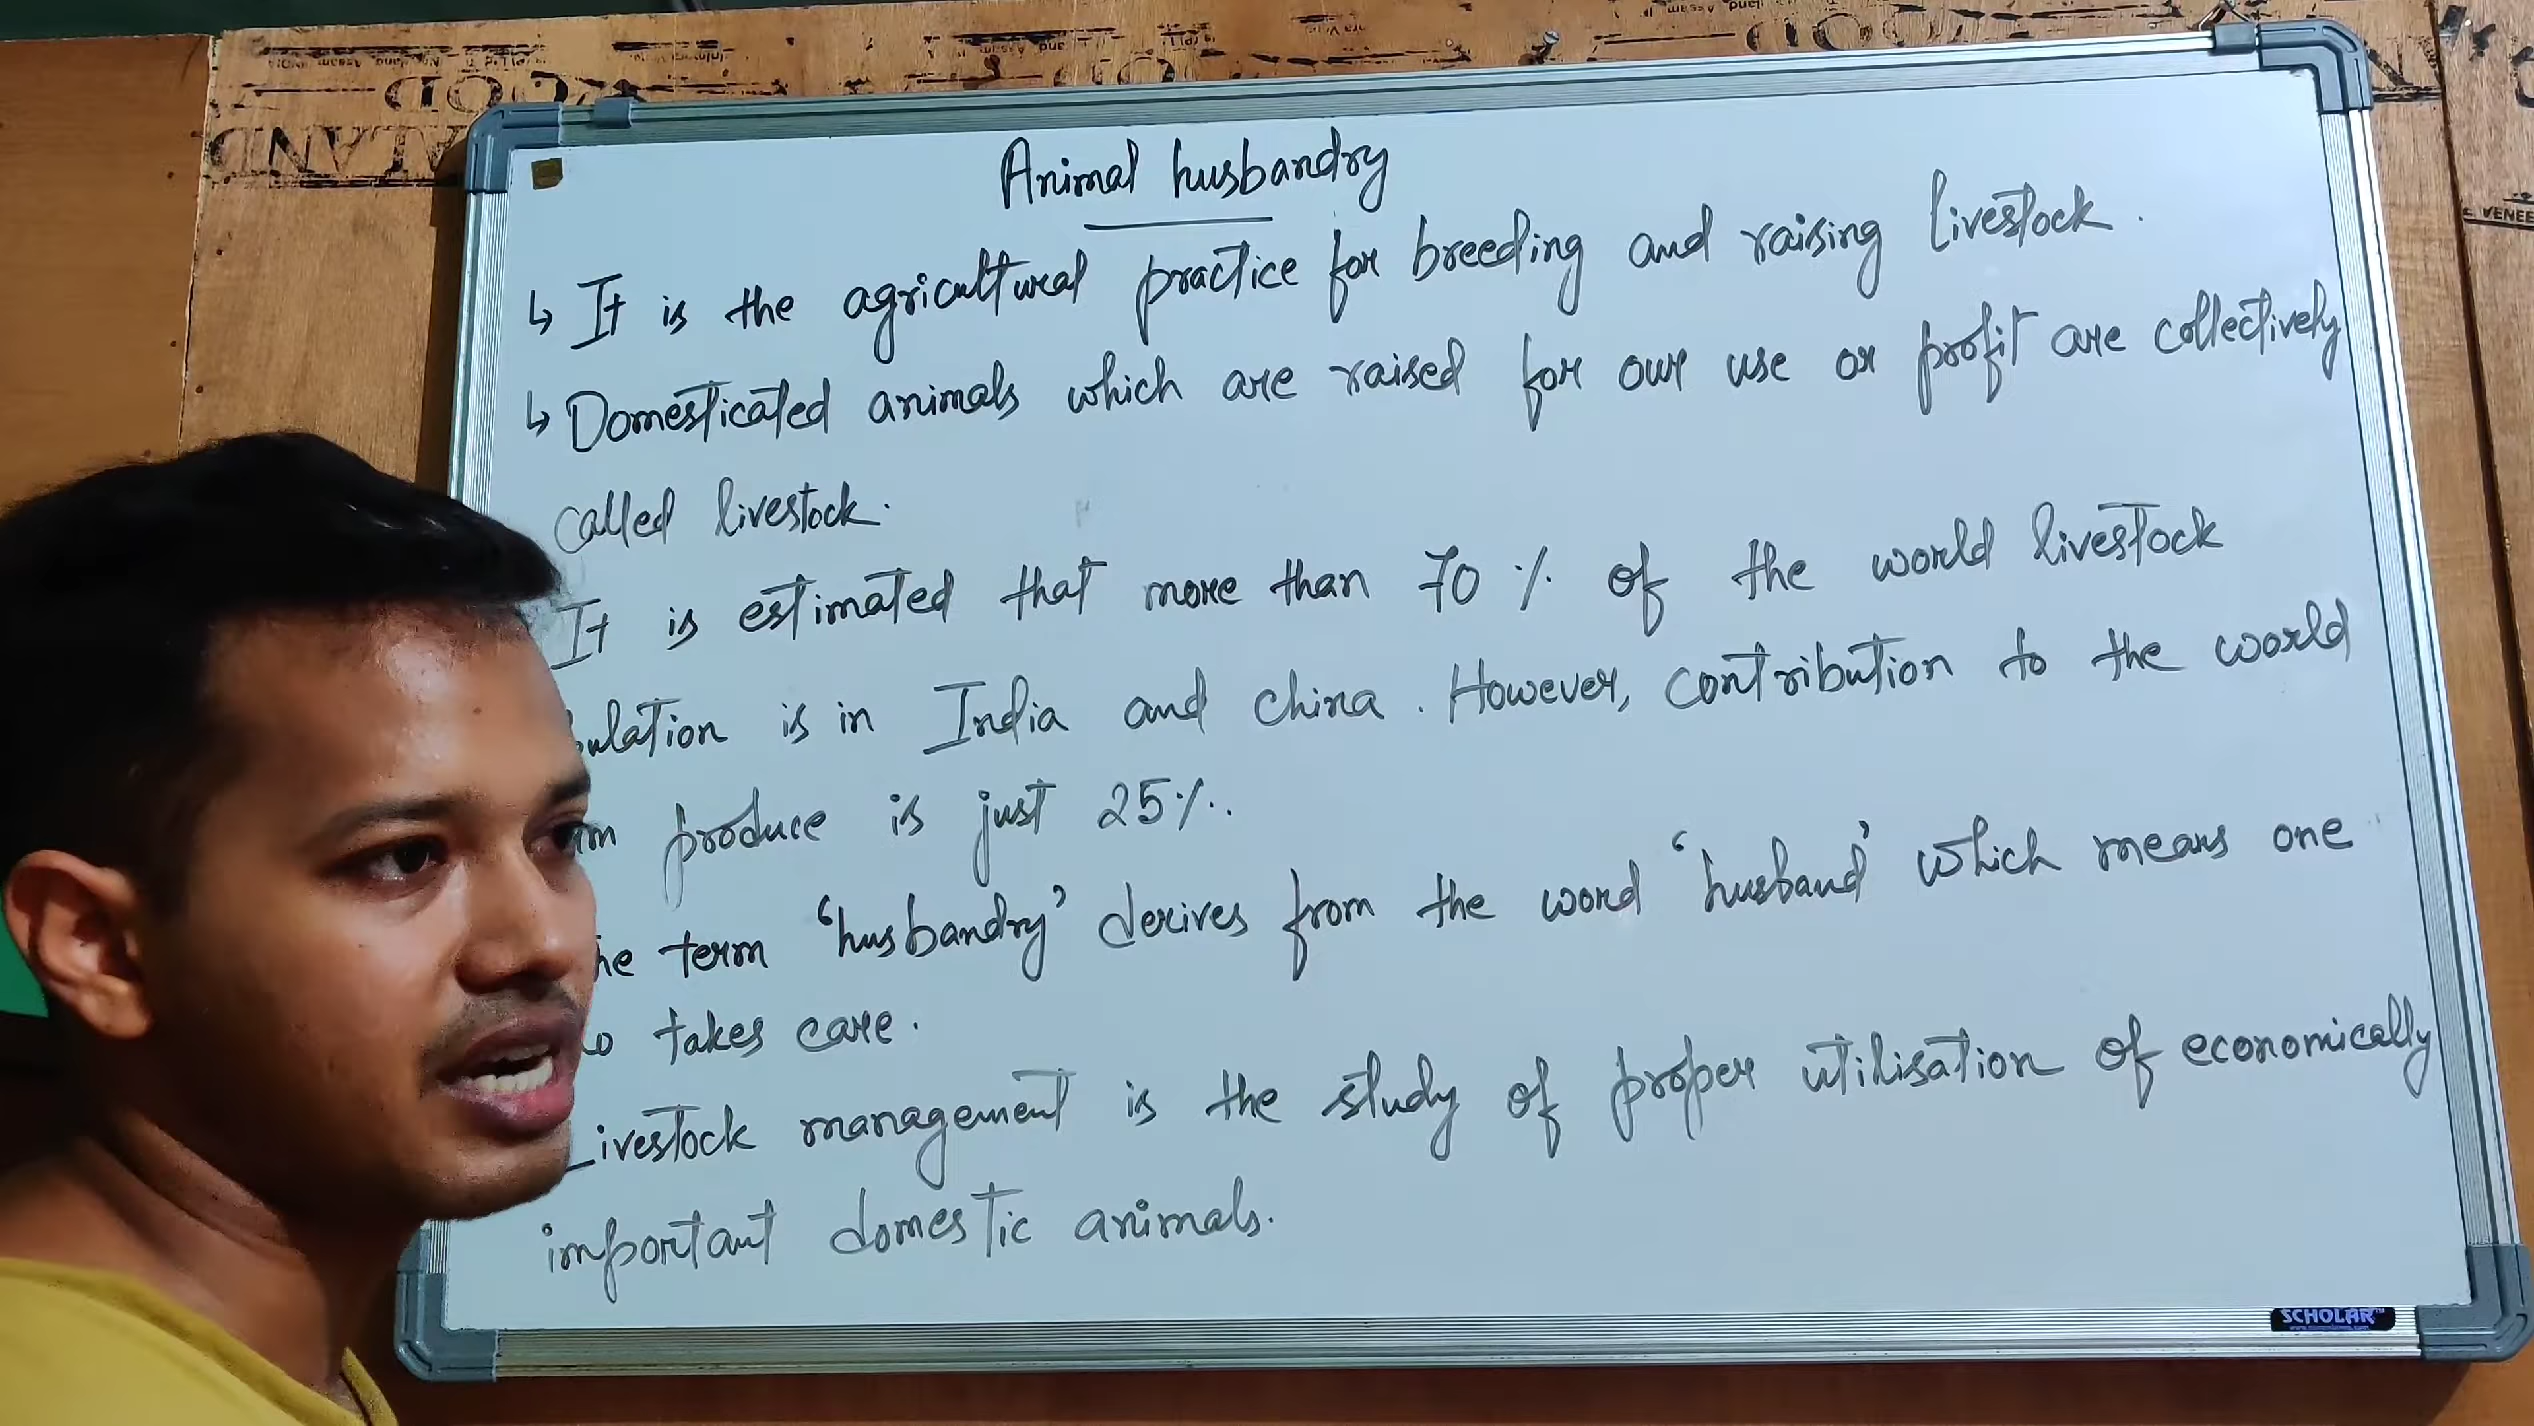 Animal husbandry
↳ It is the agricultural practice for breeding and raising livestock.
↳ Domesticated animals which are raised for our use or profit are collectively
called livestock.
It is estimated that more than 70 % of the world livestock
ulation is in India and china. However, contribution to the world
m produce is just 25%.
he term 'husbandry' derives from the word 'husband' which means one
o takes care.
Livestock management is the study of proper utilisation of economically
important domestic animals.
SCHOLAR